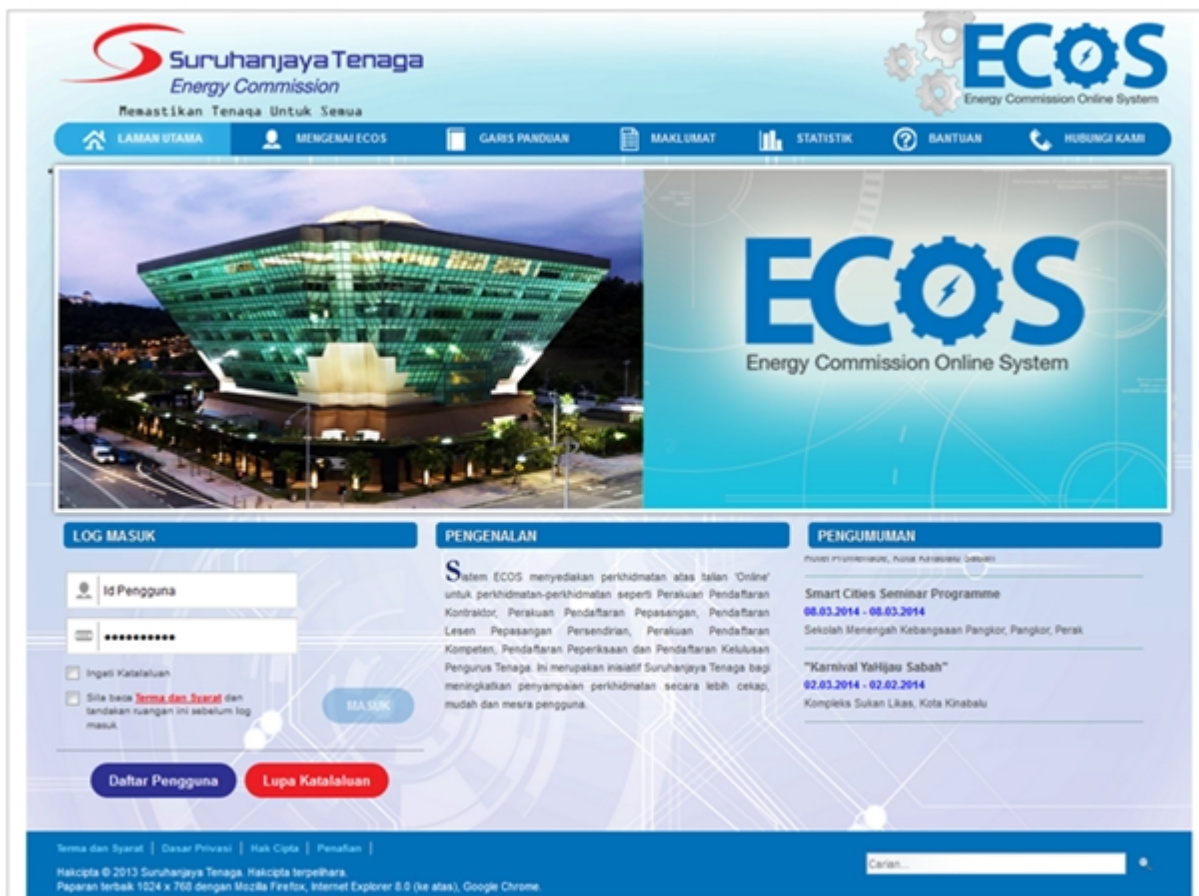 Suruhanjaya Tenaga
Energy Commission
Memastikan Tenaga Untuk Semua
ECOS
Energy Commission Online System
LAMAN UTAMA
MENGENAI ECOS
GARIS PANDUAN
MAKLUMAT
STATISTIK
BANTUAN
HUBUNGI KAMI
ECOS
Energy Commission Online System
LOG MASUK
Id Pengguna
Ingati Katalaluan
Sila baca Terma dan Syarat dan
tandakan ruangan ini sebelum log
masuk.
MASUK
Daftar Pengguna
Lupa Katalaluan
PENGENALAN
Sistem ECOS menyediakan perkhidmatan atas talian 'Online'
untuk perkhidmatan-perkhidmatan seperti Perakuan Pendaftaran
Kontraktor, Perakuan Pendaftaran Pepasangan, Pendaftaran
Lesen Pepasangan Persendirian, Perakuan Pendaftaran
Kompeten, Pendaftaran Peperiksaan dan Pendaftaran Kelulusan
Pengurus Tenaga. Ini merupakan inisiatif Suruhanjaya Tenaga bagi
meningkatkan penyampaian perkhidmatan secara lebih cekap,
mudah dan mesra pengguna.
PENGUMUMAN
Hotel Promenade, Kota Kinabalu Sabah
Smart Cities Seminar Programme
08.03.2014 - 08.03.2014
Sekolah Menengah Kebangsaan Pangkor, Pangkor, Perak
"Karnival YaHijau Sabah"
02.03.2014 - 02.02.2014
Kompleks Sukan Likas, Kota Kinabalu
Terma dan Syarat | Dasar Privasi | Hak Cipta | Penafian |
Hakcipta © 2013 Suruhanjaya Tenaga. Hakcipta terpelihara.
Paparan terbaik 1024 x 768 dengan Mozilla Firefox, Internet Explorer 8.0 (ke atas), Google Chrome.
Carian...